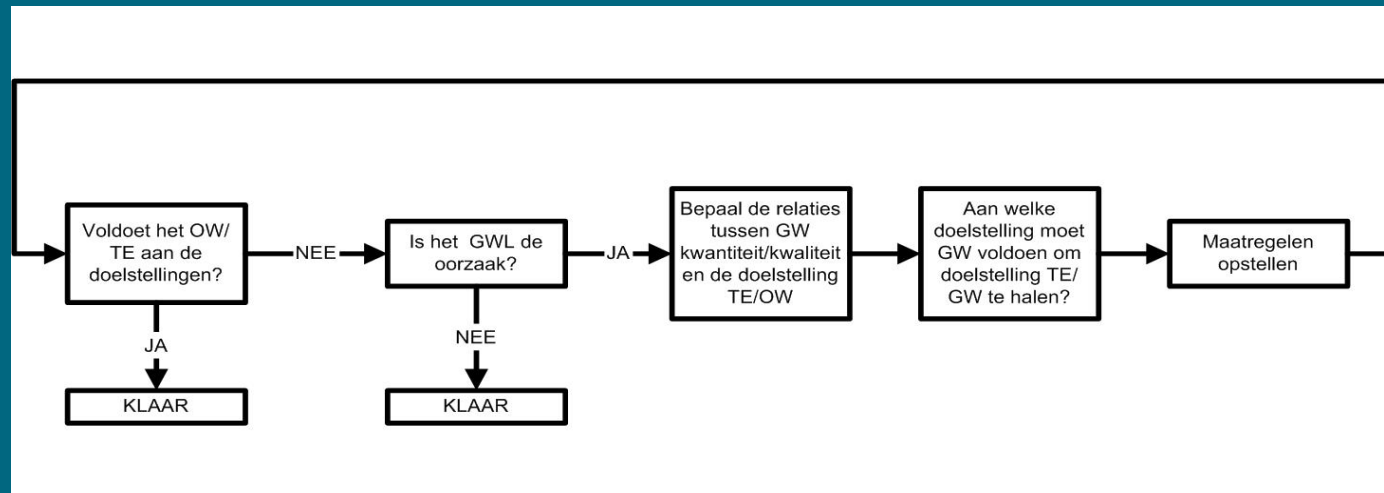 Voldoet het OW/
TE aan de
doelstellingen?
NEE
JA
KLAAR
Is het GWL de
oorzaak?
JA
NEE
KLAAR
Bepaal de relaties
tussen GW
kwantiteit/kwaliteit
en de doelstelling
TE/OW
Aan welke
doelstelling moet
GW voldoen om
doelstelling TE/
GW te halen?
Maatregelen
opstellen